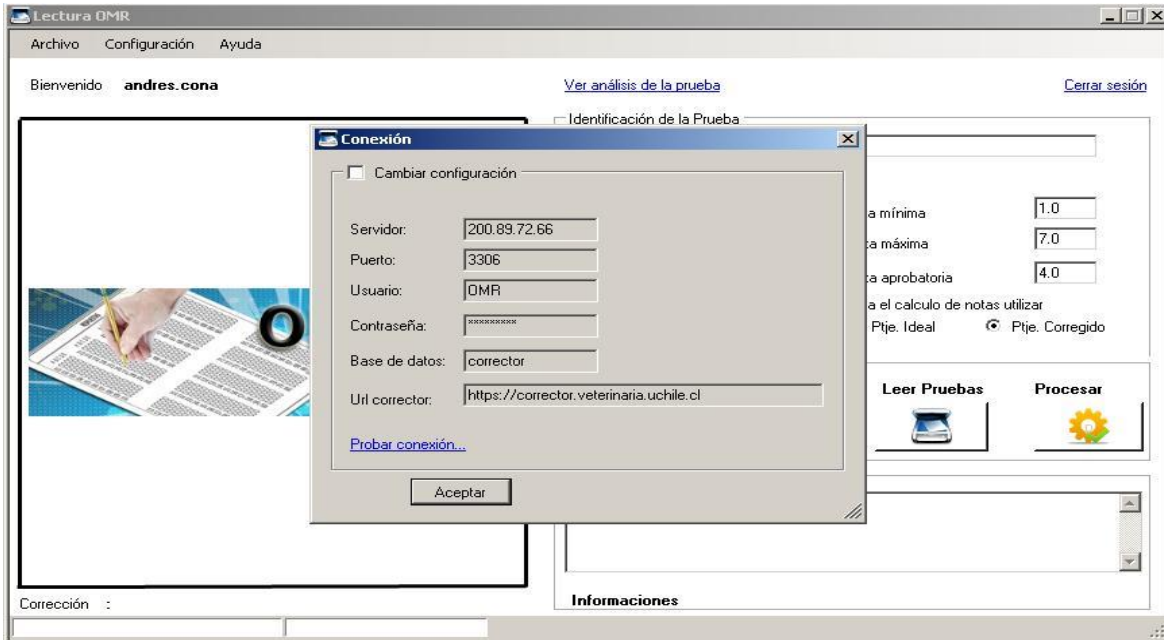 Lectura OMR
Archivo Configuración Ayuda
Bienvenido andres.cona
Ver análisis de la prueba
Cerrar sesión
Identificación de la Prueba
Conexión
Cambiar configuración
Servidor: 200.89.72.66
Puerto: 3306
Usuario: OMR
Contraseña: *********
Base de datos: corrector
Url corrector: https://corrector.veterinaria.uchile.cl
Probar conexión...
Aceptar
a mínima 1.0
a máxima 7.0
a aprobatoria 4.0
a el calculo de notas utilizar
Ptje. Ideal Ptje. Corregido
O
Leer Pruebas Procesar
Informaciones
Corrección :